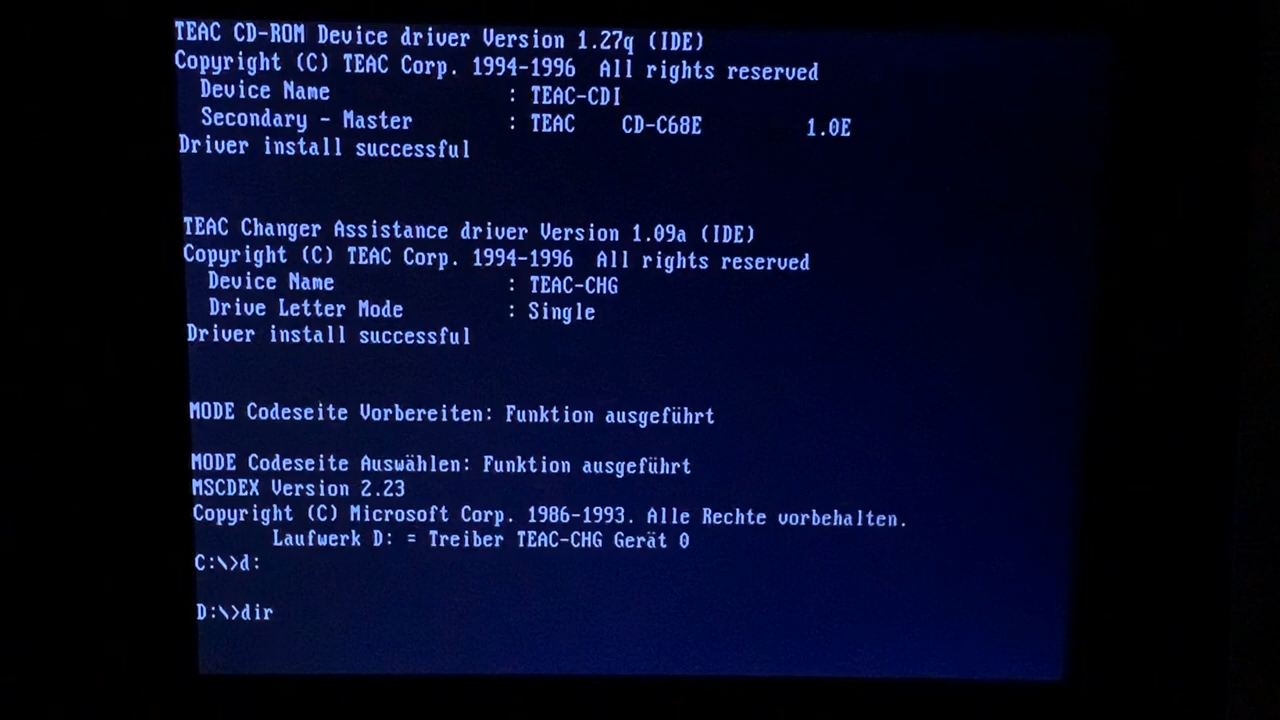 TEAC CD-ROM Device driver Version 1.27q (IDE)
Copyright (C) TEAC Corp. 1994-1996  All rights reserved
Device Name : TEAC-CDI
Secondary - Master : TEAC CD-C68E 1.0E
Driver install successful
TEAC Changer Assistance driver Version 1.09a (IDE)
Copyright (C) TEAC Corp. 1994-1996  All rights reserved
Device Name : TEAC-CHG
Drive Letter Mode : Single
Driver install successful
MODE Codeseite Vorbereiten: Funktion ausgeführt
MODE Codeseite Auswählen: Funktion ausgeführt
MSCDEX Version 2.23
Copyright (C) Microsoft Corp. 1986-1993. Alle Rechte vorbehalten.
Laufwerk D: = Treiber TEAC-CHG Gerät 0
C:\>d:
D:\>dir